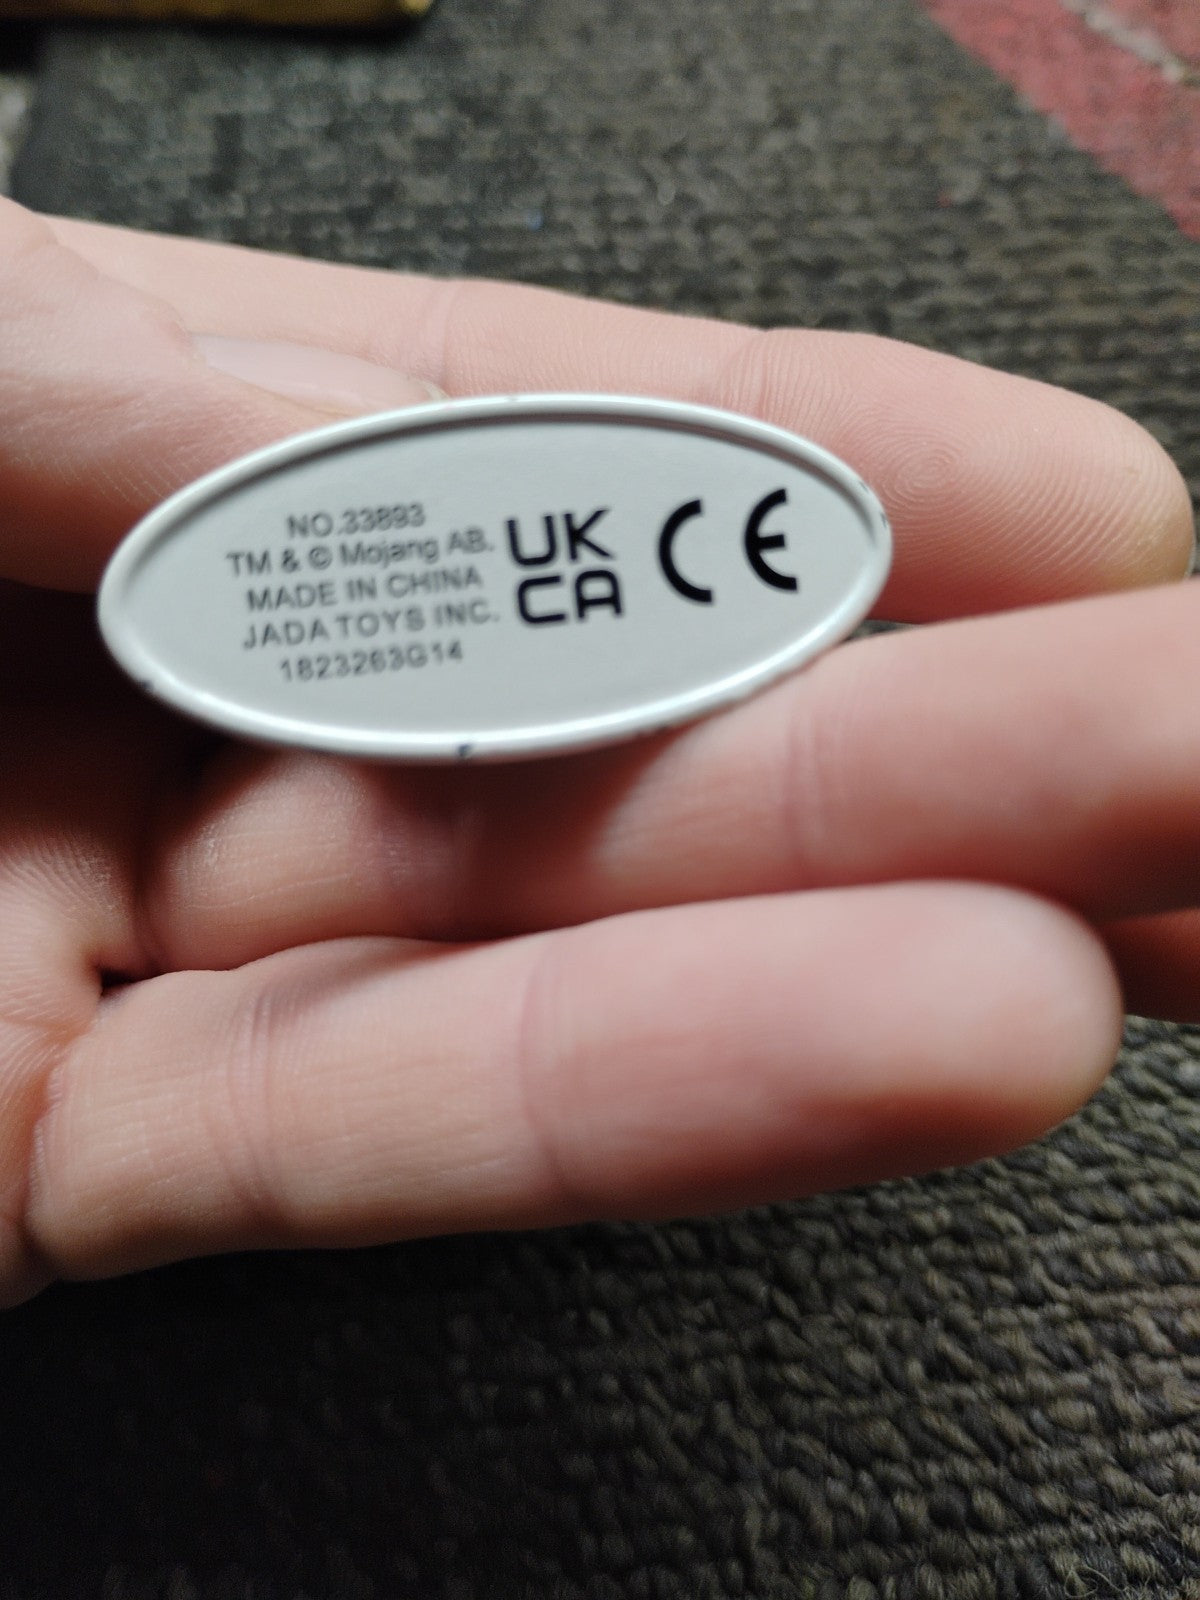 NO.33893
TM & © Mojang AB.
MADE IN CHINA
JADA TOYS INC.
1823263G14
UK
CA
CE